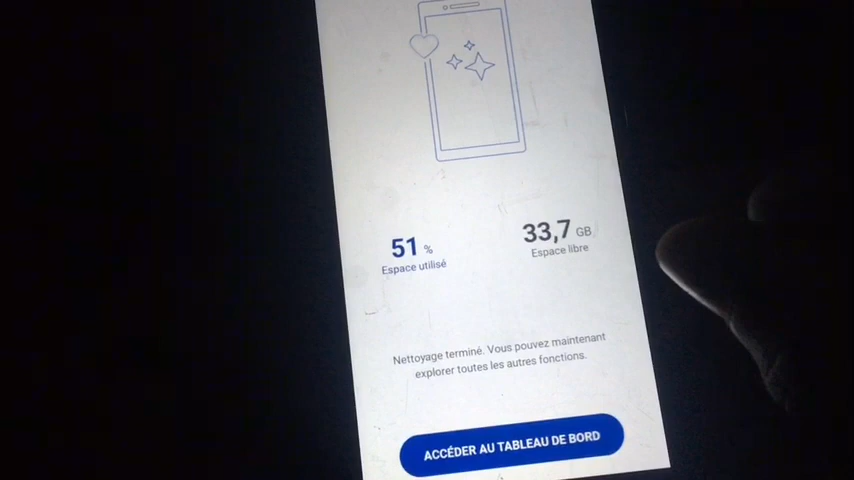 51 %
Espace utilisé
33,7 GB
Espace libre
Nettoyage terminé. Vous pouvez maintenant
explorer toutes les autres fonctions.
ACCÉDER AU TABLEAU DE BORD